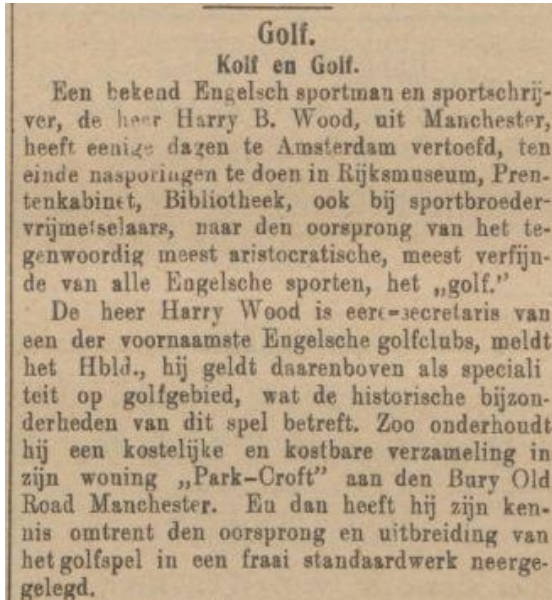 Golf.
Kolf en Golf.
Een bekend Engelsch sportman en sportschrij-
ver, de heer Harry B. Wood, uit Manchester,
heeft eenige dagen te Amsterdam vertoefd, ten
einde nasporingen te doen in Rijksmuseum, Pren-
tenkabinet, Bibliotheek, ook bij sportbroeder-
vrijmetselaars, naar den oorsprong van het te-
genwoordig meest aristocratische, meest verfijn-
de van alle Engelsche sporten, het „golf.”
De heer Harry Wood is eere-secretaris van
een der voornaamste Engelsche golfclubs, meldt
het Hbld., hij geldt daarenboven als speciali
teit op golfgebied, wat de historische bijzon-
derheden van dit spel betreft. Zoo onderhoudt
hij een kostelijke en kostbare verzameling in
zijn woning „Park-Croft” aan den Bury Old
Road Manchester. En dan heeft hij zijn ken-
nis omtrent den oorsprong en uitbreiding van
het golfspel in een fraai standaardwerk neerge-
gelegd.